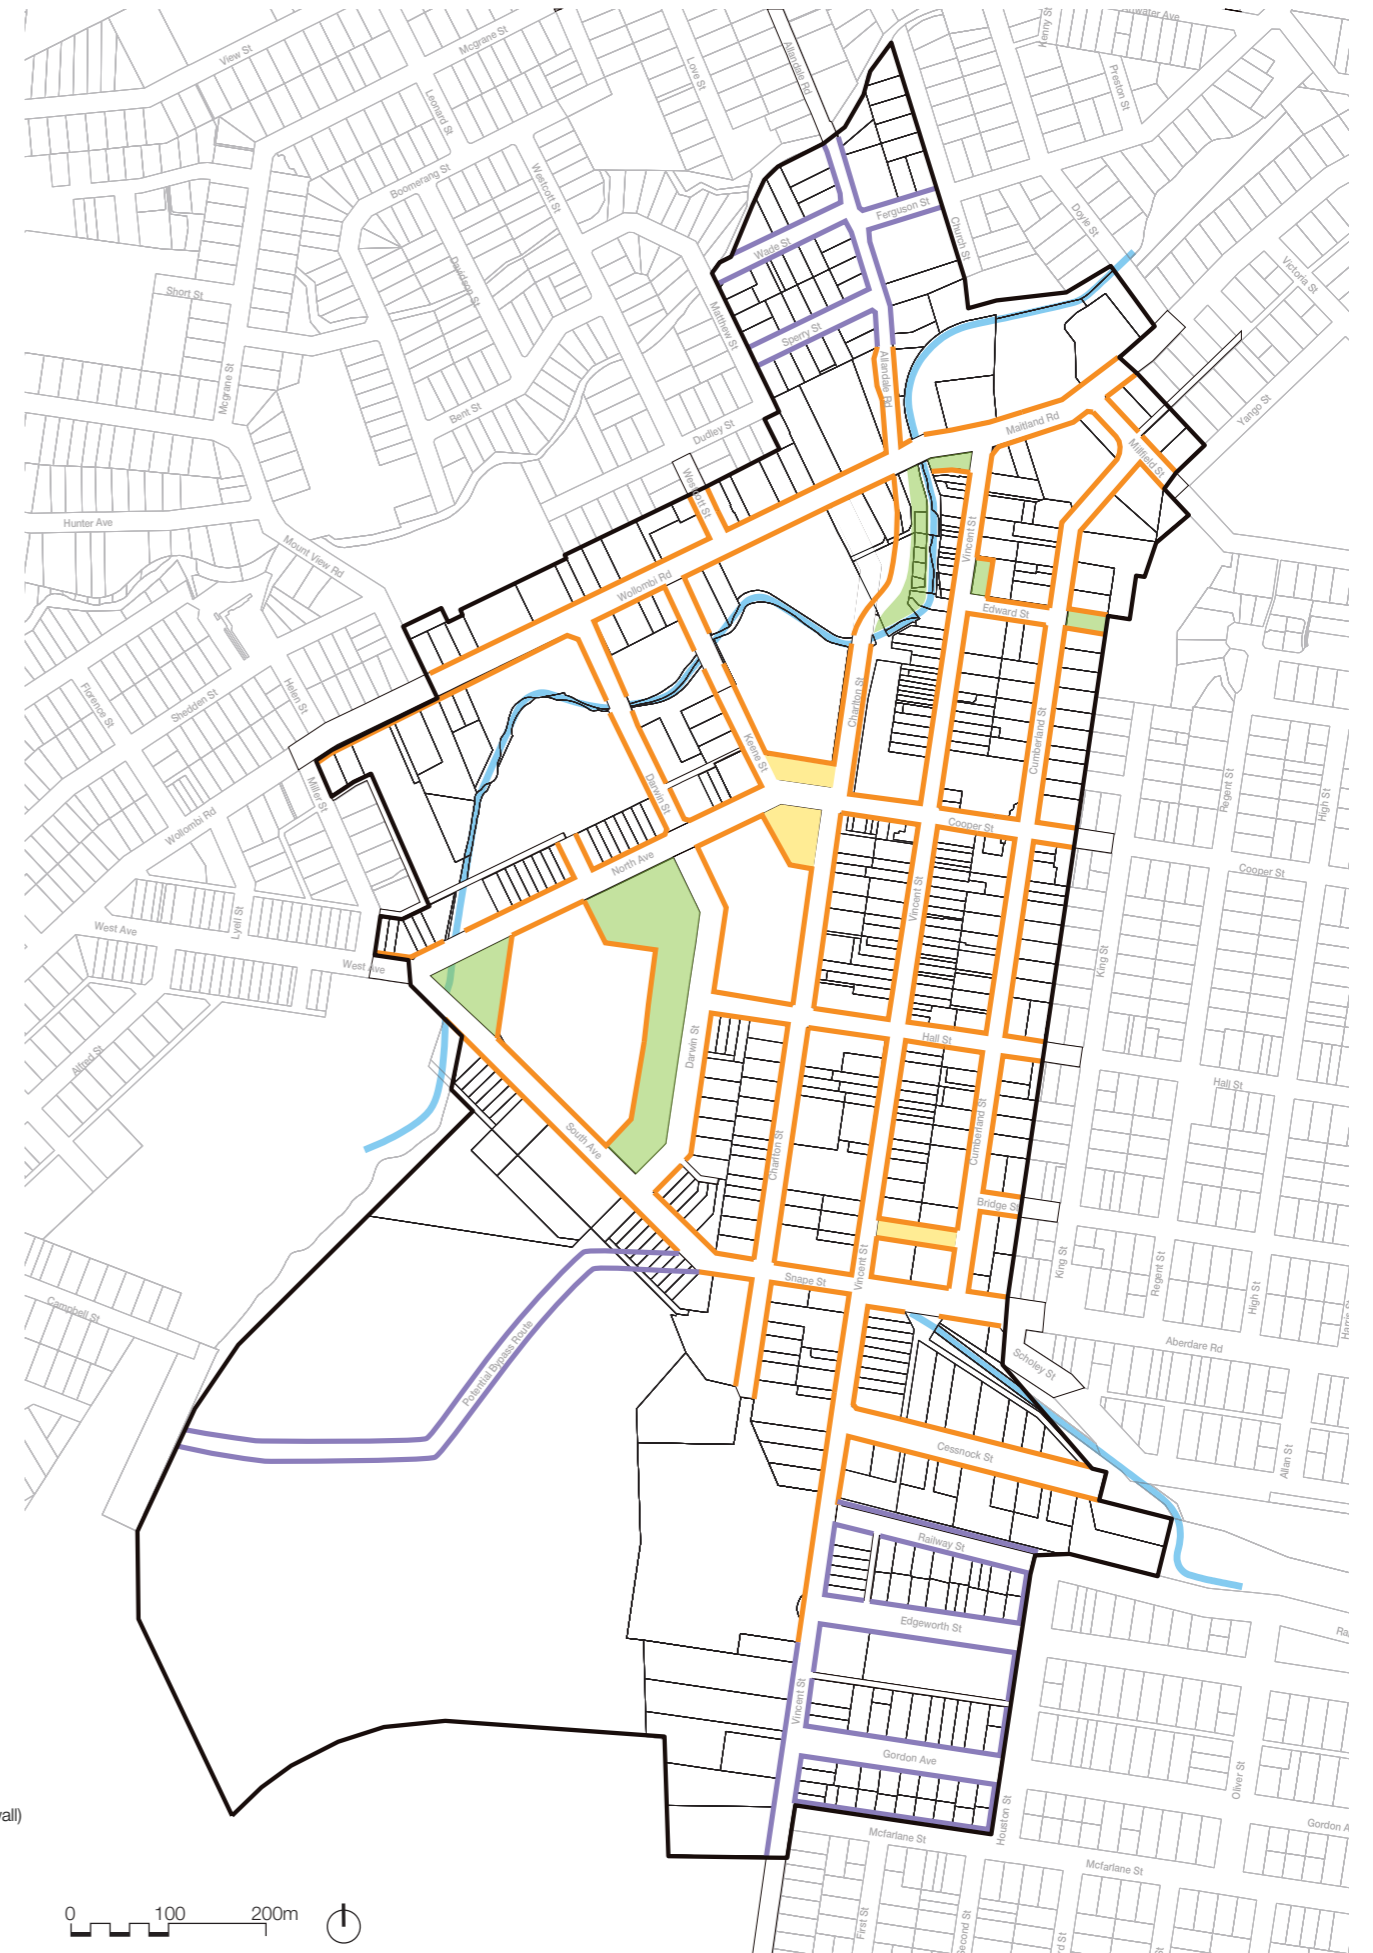 View St
Mcgrane St
Love St
Allandale Rd
Kenny St
Preston St
Leonard St
Boomerang St
Westcott St
Davidson St
Short St
Mcgrane St
Bent St
Matthew St
Dudley St
Wade St
Ferguson St
Church St
Doyle St
Victoria St
Sperry St
Allandale Rd
Maitland Rd
Millfield St
Yango St
Westcott St
Hunter Ave
Mount View Rd
Wollombi Rd
Vincent St
Edward St
Florence St
Shedden St
Helen St
Charlton St
Cumberland St
Keene St
Darwin St
Miller St
Wollombi Rd
Regent St
High St
Cooper St
Cooper St
North Ave
Vincent St
Lyell St
West Ave
West Ave
King St
Alfred St
Darwin St
Hall St
Hall St
South Ave
Charlton St
Cumberland St
Bridge St
King St
Regent St
High St
Harris S
Campbell St
Snape St
Vincent St
Potential Bypass Route
Aberdare Rd
Scholey St
Cessnock St
Allan St
Railway St
Edgeworth St
Ra
Vincent St
Gordon Ave
Oliver St
Houston St
Gordon A
vall)
Mcfarlane St
Mcfarlane St
First St
Second St
rd St
0 100 200m